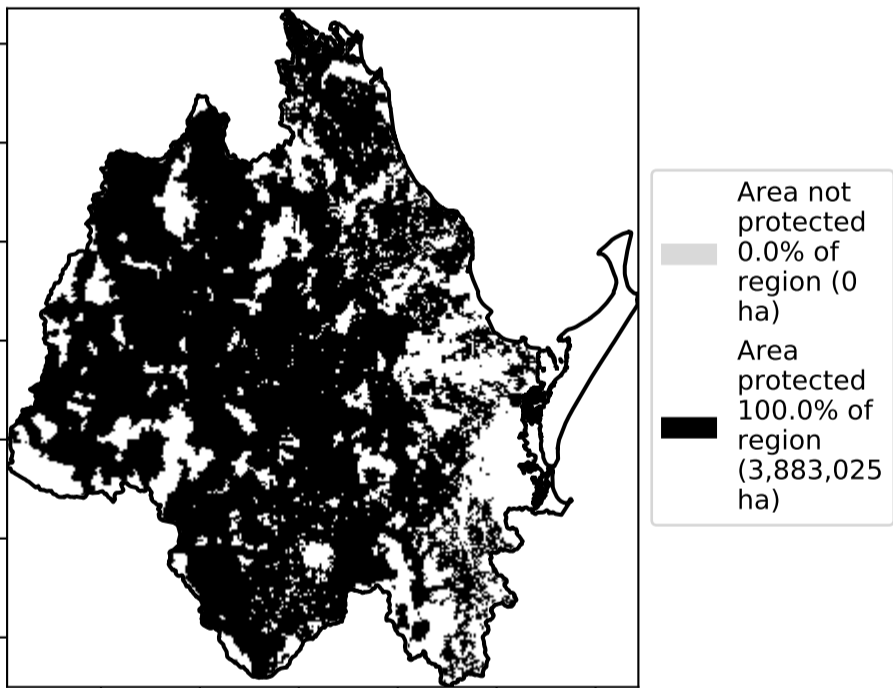 Area not
protected
0.0% of
region (0
ha)
Area
protected
100.0% of
region
(3,883,025
ha)